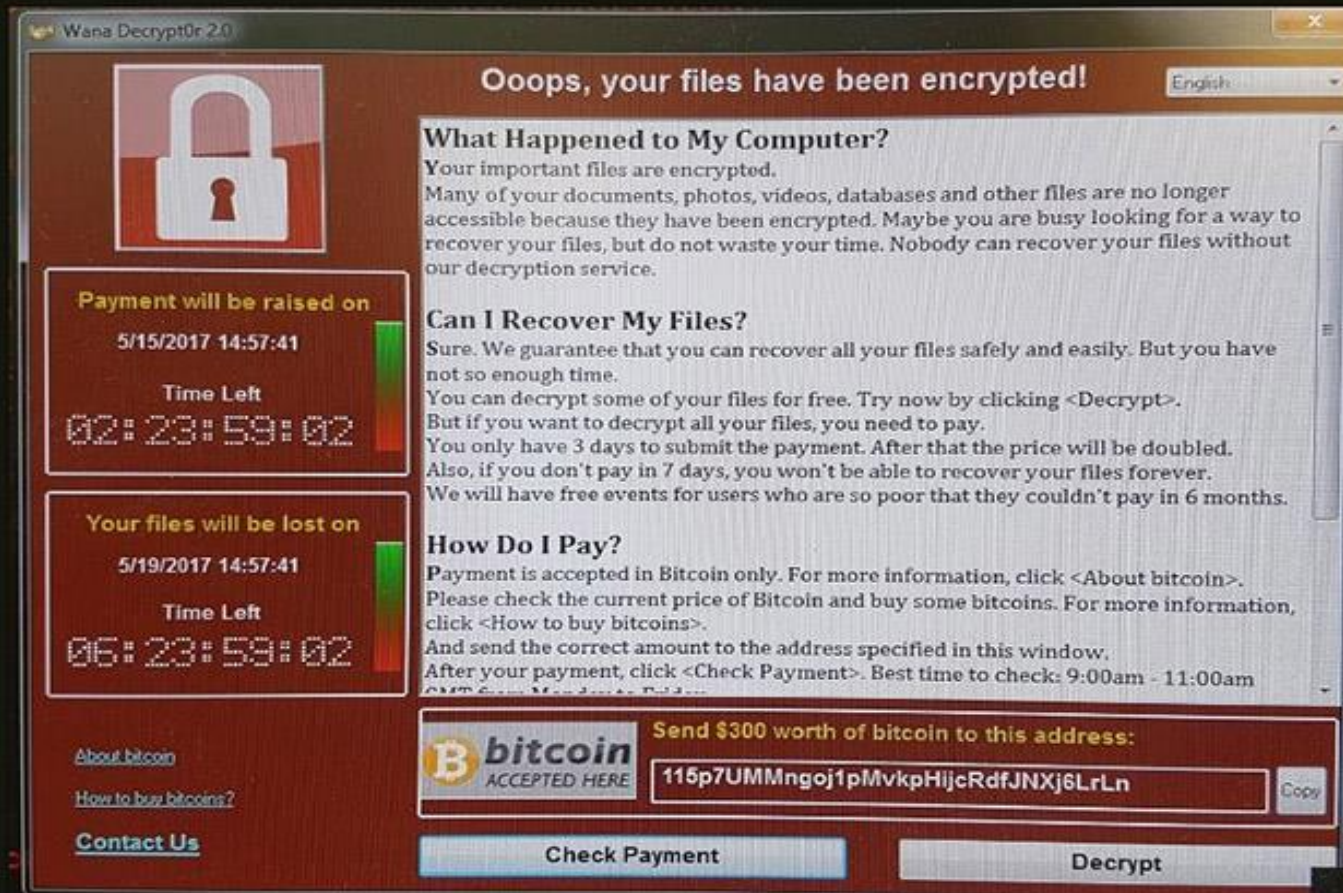 Wana Decrypt0r 2.0
Ooops, your files have been encrypted!
English
What Happened to My Computer?
Your important files are encrypted.
Many of your documents, photos, videos, databases and other files are no longer
accessible because they have been encrypted. Maybe you are busy looking for a way to
recover your files, but do not waste your time. Nobody can recover your files without
our decryption service.
Can I Recover My Files?
Sure. We guarantee that you can recover all your files safely and easily. But you have
not so enough time.
You can decrypt some of your files for free. Try now by clicking <Decrypt>.
But if you want to decrypt all your files, you need to pay.
You only have 3 days to submit the payment. After that the price will be doubled.
Also, if you don't pay in 7 days, you won't be able to recover your files forever.
We will have free events for users who are so poor that they couldn't pay in 6 months.
How Do I Pay?
Payment is accepted in Bitcoin only. For more information, click <About bitcoin>.
Please check the current price of Bitcoin and buy some bitcoins. For more information,
click <How to buy bitcoins>.
And send the correct amount to the address specified in this window.
After your payment, click <Check Payment>. Best time to check: 9:00am - 11:00am
GMT from Monday to Friday
Payment will be raised on
5/15/2017 14:57:41
Time Left
02:23:59:02
Your files will be lost on
5/19/2017 14:57:41
Time Left
06:23:59:02
About bitcoin
How to buy bitcoins?
Contact Us
bitcoin
ACCEPTED HERE
Send $300 worth of bitcoin to this address:
115p7UMMngoj1pMvkpHijcRdfJNXj6LrLn
Copy
Check Payment
Decrypt